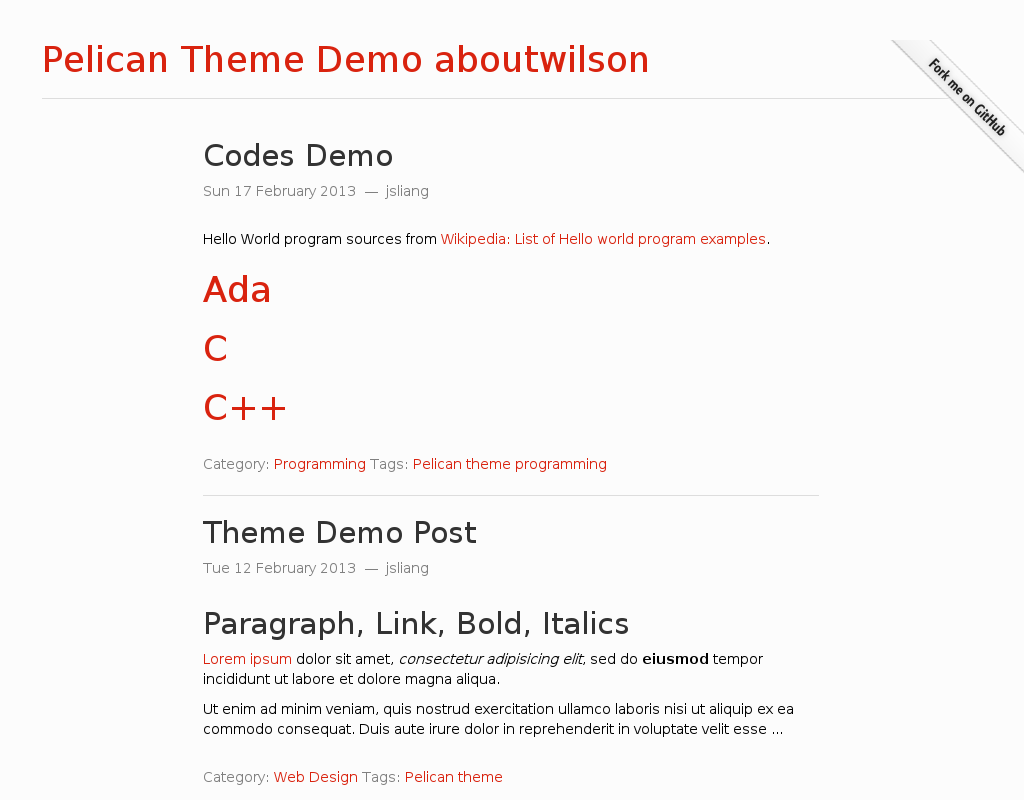 Pelican Theme Demo aboutwilson
Fork me on GitHub
Codes Demo
Sun 17 February 2013 — jsliang
Hello World program sources from Wikipedia: List of Hello world program examples.
Ada
C
C++
Category: Programming Tags: Pelican theme programming
Theme Demo Post
Tue 12 February 2013 — jsliang
Paragraph, Link, Bold, Italics
Lorem ipsum dolor sit amet, consectetur adipisicing elit, sed do eiusmod tempor
incididunt ut labore et dolore magna aliqua.
Ut enim ad minim veniam, quis nostrud exercitation ullamco laboris nisi ut aliquip ex ea
commodo consequat. Duis aute irure dolor in reprehenderit in voluptate velit esse ...
Category: Web Design Tags: Pelican theme